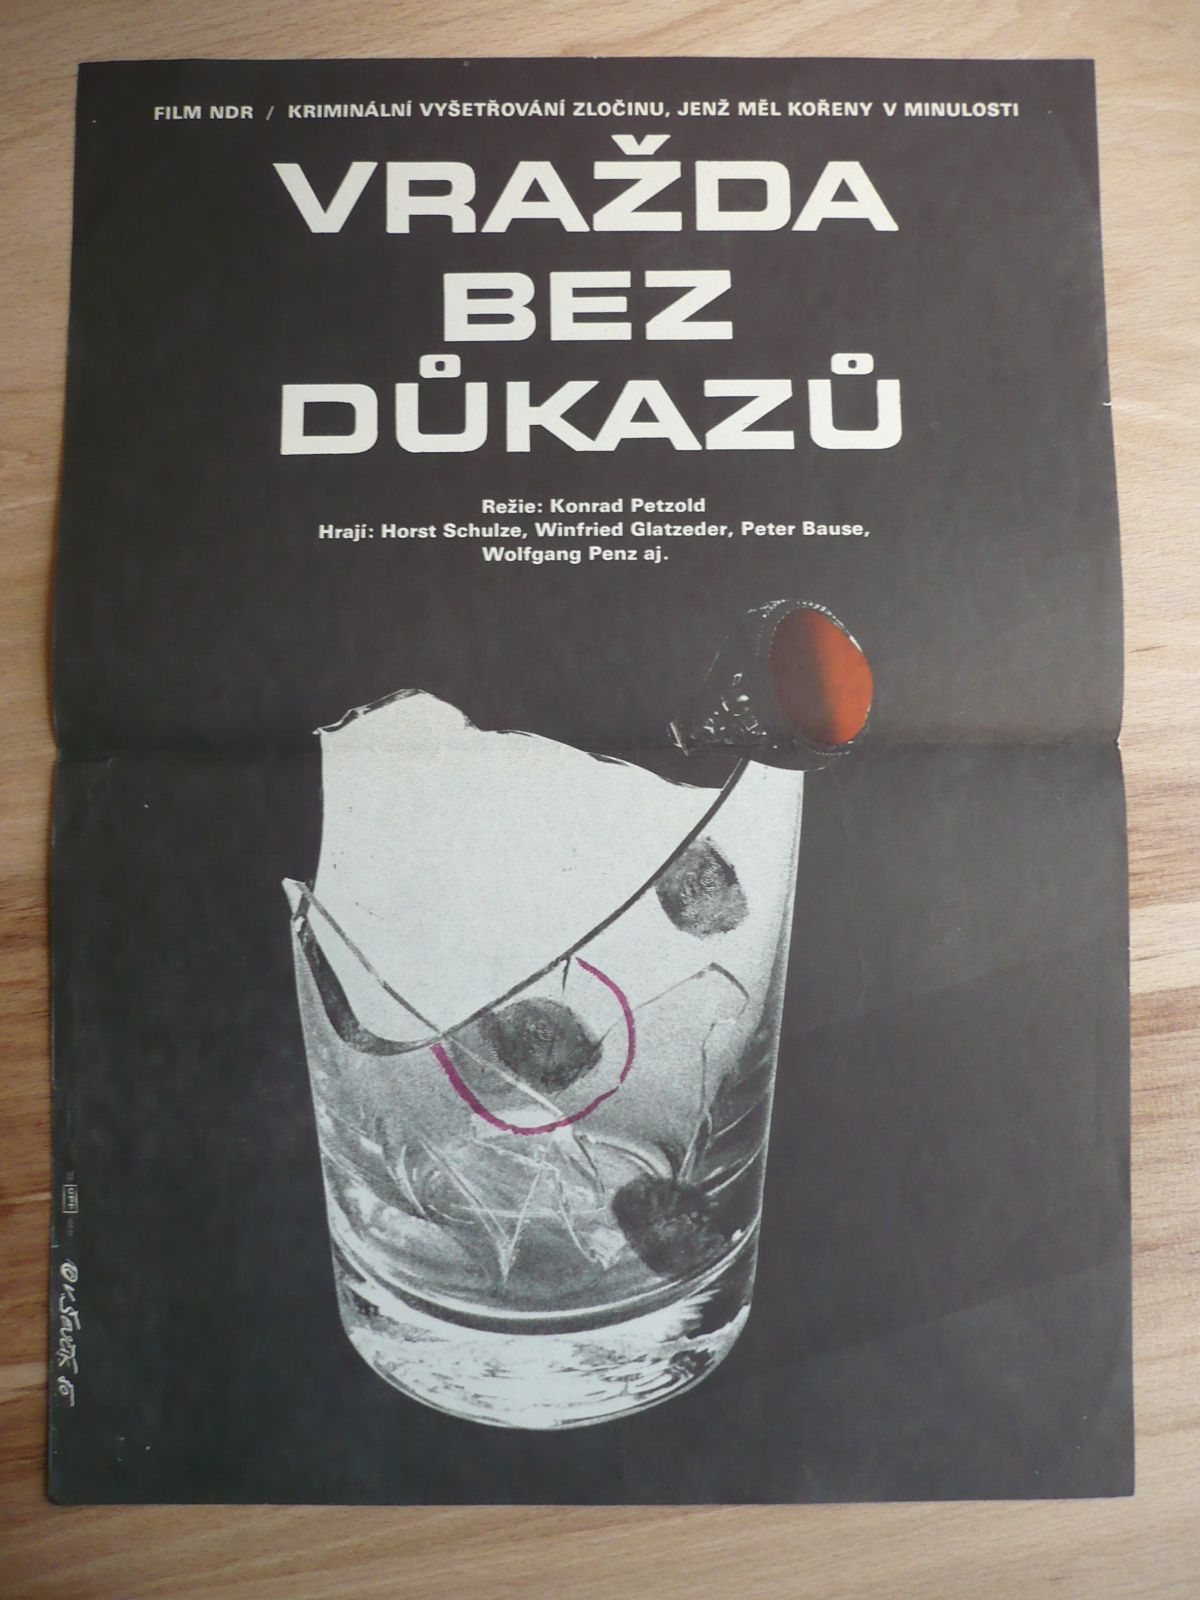 FILM NDR / KRIMINÁLNÍ VYŠETŘOVÁNÍ ZLOČINU, JENŽ MĚL KOŘENY V MINULOSTI
VRAŽDA
BEZ
DŮKAZŮ
Režie: Konrad Petzold
Hrají: Horst Schulze, Winfried Glatzeder, Peter Bause,
Wolfgang Penz aj.